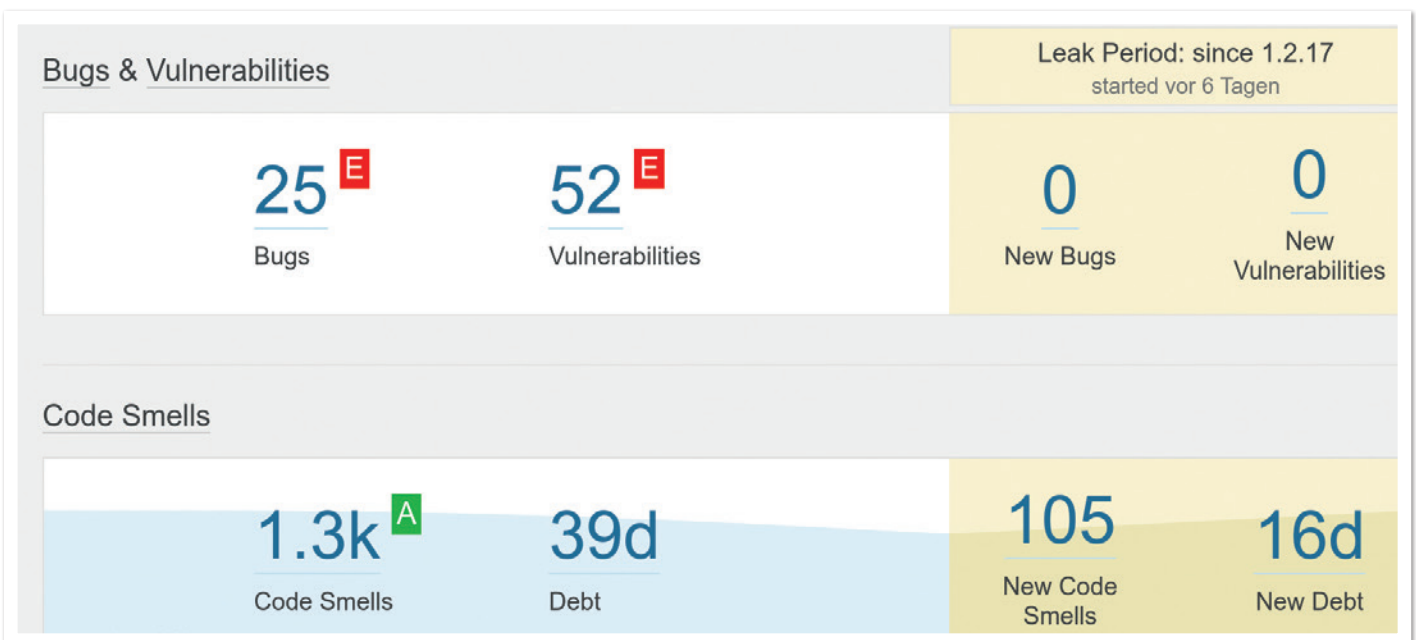 Bugs & Vulnerabilities
Leak Period: since 1.2.17
started vor 6 Tagen
25 E
Bugs
52 E
Vulnerabilities
0
New Bugs
0
New
Vulnerabilities
Code Smells
1.3k A
Code Smells
39d
Debt
105
New Code
Smells
16d
New Debt